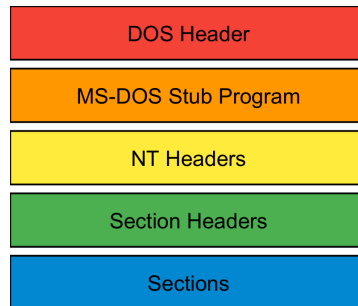 DOS Header
MS-DOS Stub Program
NT Headers
Section Headers
Sections